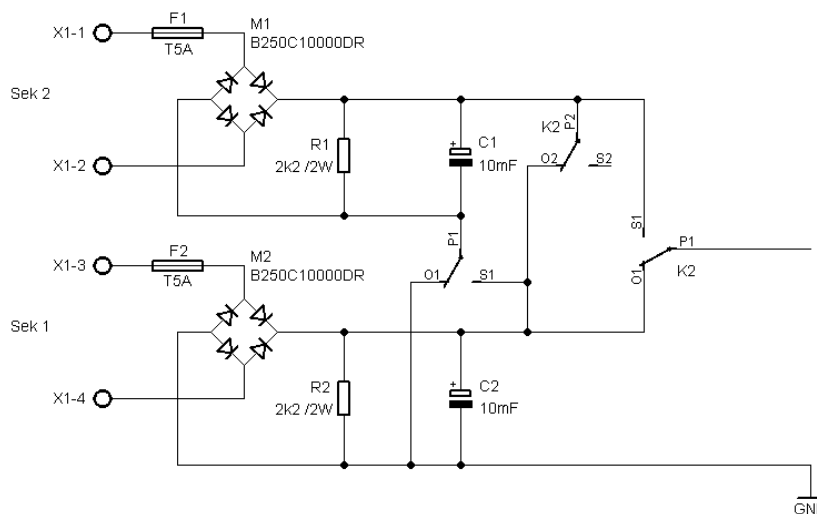 F1
X1-1
T5A
M1
B250C10000DR
Sek 2
R1
2k2 /2W
+
C1
10mF
K2
P2
O2
S2
X1-2
S1
P1
K2
O1
F2
X1-3
T5A
M2
B250C10000DR
P1
O1
S1
Sek 1
R2
2k2 /2W
+
C2
10mF
X1-4
GN